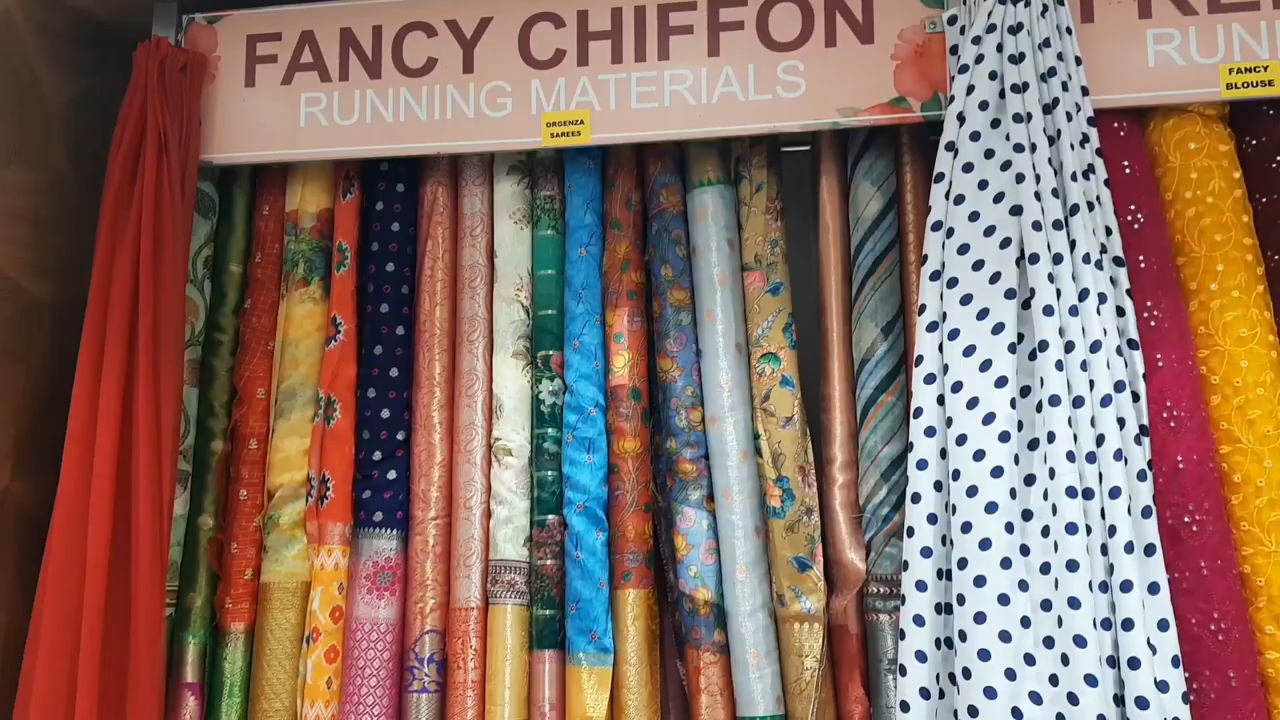 FANCY CHIFFON
RUNNING MATERIALS
ORGENZA
SAREES
FANCY
BLOUSE